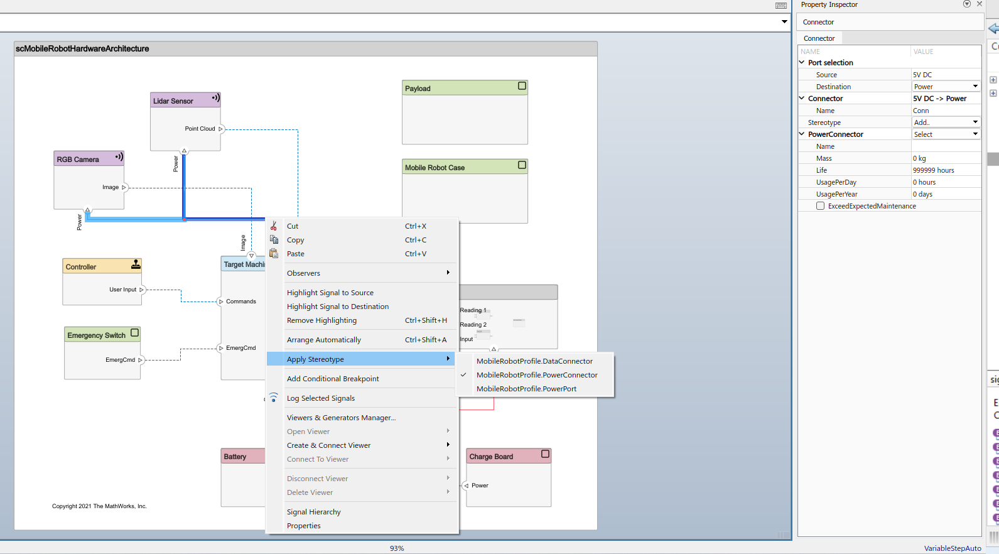 scMobileRobotHardwareArchitecture
Lidar Sensor
Point Cloud
Power
RGB Camera
Image
Power
Payload
Mobile Robot Case
Image
Controller
User Input
Target Machin
Commands
EmergCmd
Emergency Switch
EmergCmd
Reading 1
Reading 2
Input
Battery
Charge Board
Power
Copyright 2021 The MathWorks, Inc.
Cut Ctrl+X
Copy Ctrl+C
Paste Ctrl+V
Observers
Highlight Signal to Source
Highlight Signal to Destination
Remove Highlighting Ctrl+Shift+H
Arrange Automatically Ctrl+Shift+A
Apply Stereotype
Add Conditional Breakpoint
Log Selected Signals
Viewers & Generators Manager...
Open Viewer
Create & Connect Viewer
Connect To Viewer
Disconnect Viewer
Delete Viewer
Signal Hierarchy
Properties
MobileRobotProfile.DataConnector
MobileRobotProfile.PowerConnector
MobileRobotProfile.PowerPort
93%
Property Inspector
Connector
Connector
NAME VALUE
Port selection
Source 5V DC
Destination Power
Connector 5V DC -> Power
Name Conn
Stereotype Add..
PowerConnector Select
Name
Mass 0 kg
Life 999999 hours
UsagePerDay 0 hours
UsagePerYear 0 days
ExceedExpectedMaintenance
VariableStepAuto